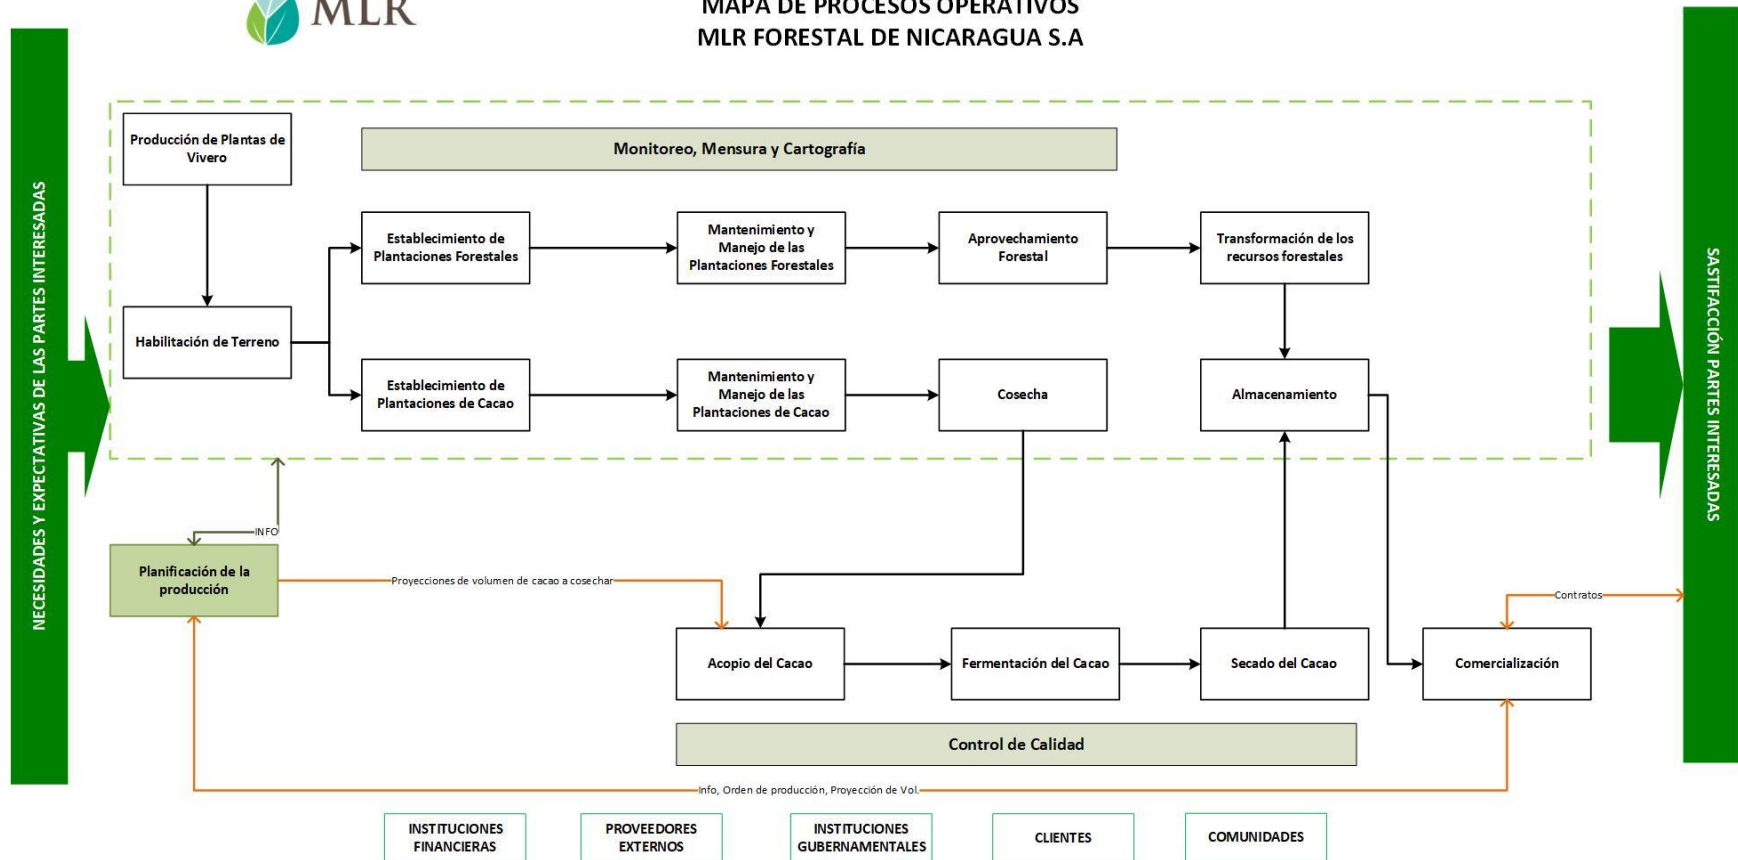 MLR
MAPA DE PROCESOS OPERATIVOS
MLR FORESTAL DE NICARAGUA S.A
NECESIDADES Y EXPECTATIVAS DE LAS PARTES INTERESADAS
Producción de Plantas de
Vivero
Monitoreo, Mensura y Cartografía
Establecimiento de
Plantaciones Forestales
Mantenimiento y
Manejo de las
Plantaciones Forestales
Aprovechamiento
Forestal
Transformación de los
recursos forestales
Habilitación de Terreno
Establecimiento de
Plantaciones de Cacao
Mantenimiento y
Manejo de las
Plantaciones de Cacao
Cosecha
Almacenamiento
SASTIFACCIÓN PARTES INTERESADAS
INFO
Planificación de la
producción
Proyecciones de volumen de cacao a cosechar
Contratos
Acopio del Cacao
Fermentación del Cacao
Secado del Cacao
Comercialización
Control de Calidad
Info, Orden de producción, Proyección de Vol.
INSTITUCIONES
FINANCIERAS
PROVEEDORES
EXTERNOS
INSTITUCIONES
GUBERNAMENTALES
CLIENTES
COMUNIDADES